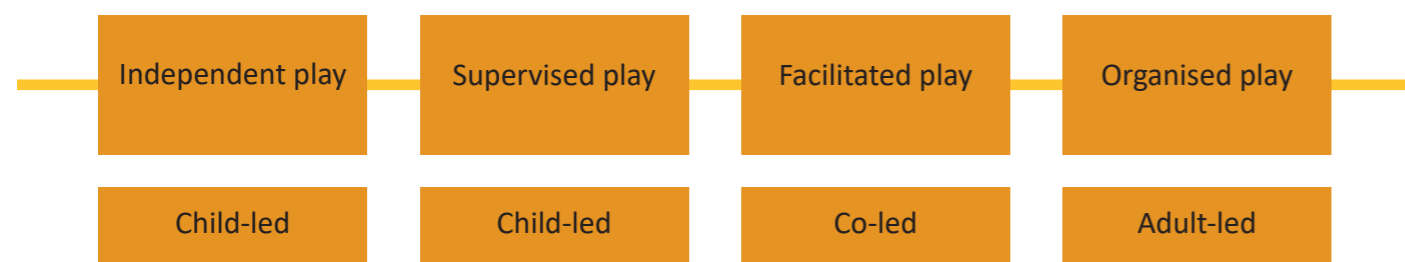 Independent play
Supervised play
Facilitated play
Organised play
Child-led
Child-led
Co-led
Adult-led